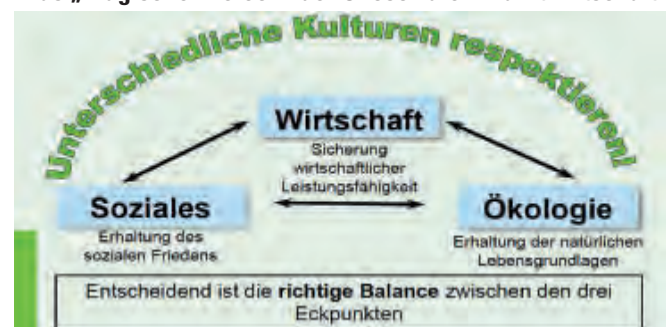 Unterschiedliche Kulturen respektieren!
Wirtschaft
Sicherung
wirtschaftlicher
Leistungsfähigkeit
Soziales
Erhaltung des
sozialen Friedens
Ökologie
Erhaltung der natürlichen
Lebensgrundlagen
Entscheidend ist die richtige Balance zwischen den drei
Eckpunkten